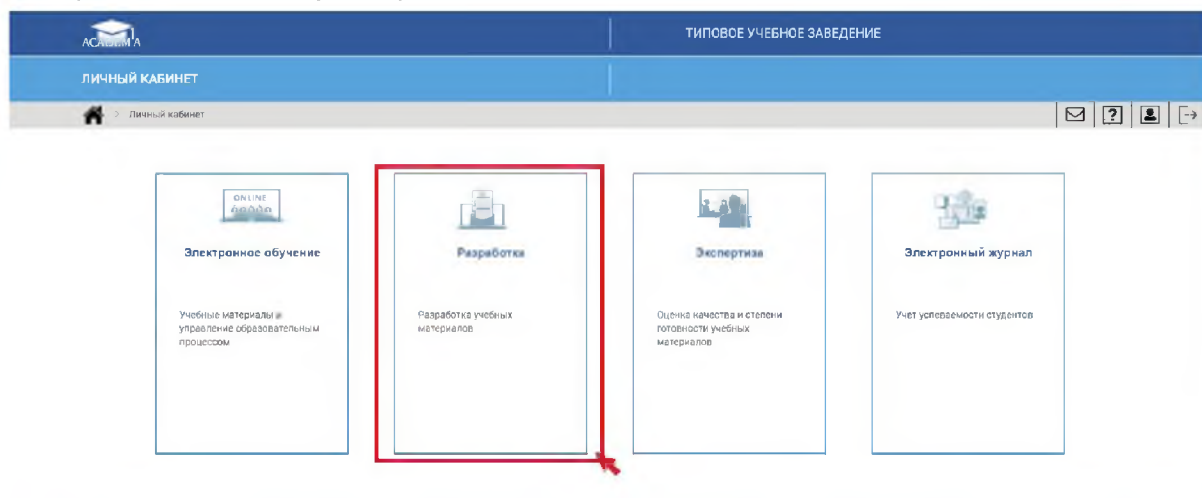 ACADEMIA
ТИПОВОЕ УЧЕБНОЕ ЗАВЕДЕНИЕ
ЛИЧНЫЙ КАБИНЕТ
> Личный кабинет
?
ONLINE
Электронное обучение
Учебные материалы и
управление образовательным
процессом
Разработка
Разработка учебных
материалов
Экспертиза
Оценка качества и степени
готовности учебных
материалов
Электронный журнал
Учет успеваемости студентов